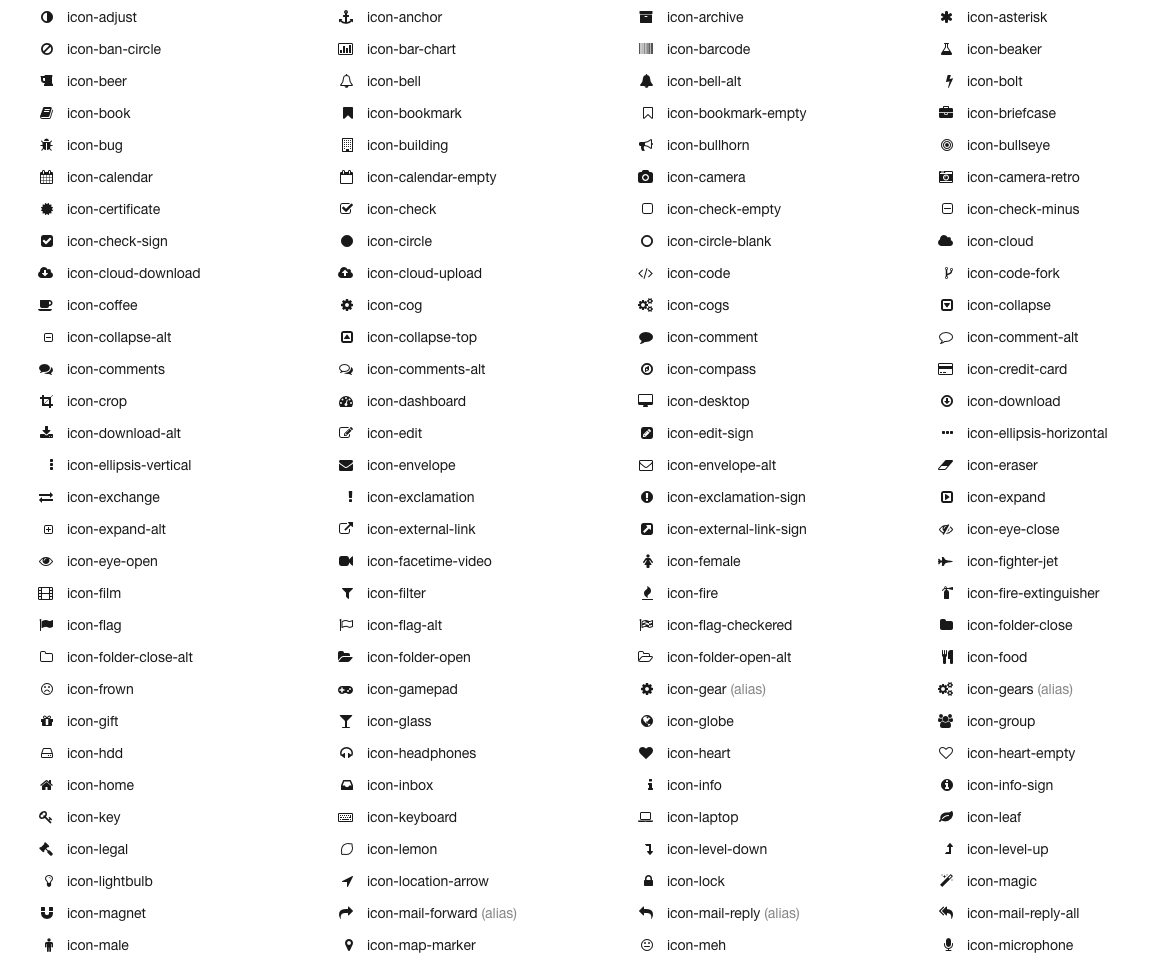 icon-adjust icon-anchor icon-archive icon-asterisk
icon-ban-circle icon-bar-chart icon-barcode icon-beaker
icon-beer icon-bell icon-bell-alt icon-bolt
icon-book icon-bookmark icon-bookmark-empty icon-briefcase
icon-bug icon-building icon-bullhorn icon-bullseye
icon-calendar icon-calendar-empty icon-camera icon-camera-retro
icon-certificate icon-check icon-check-empty icon-check-minus
icon-check-sign icon-circle icon-circle-blank icon-cloud
icon-cloud-download icon-cloud-upload icon-code icon-code-fork
icon-coffee icon-cog icon-cogs icon-collapse
icon-collapse-alt icon-collapse-top icon-comment icon-comment-alt
icon-comments icon-comments-alt icon-compass icon-credit-card
icon-crop icon-dashboard icon-desktop icon-download
icon-download-alt icon-edit icon-edit-sign icon-ellipsis-horizontal
icon-ellipsis-vertical icon-envelope icon-envelope-alt icon-eraser
icon-exchange icon-exclamation icon-exclamation-sign icon-expand
icon-expand-alt icon-external-link icon-external-link-sign icon-eye-close
icon-eye-open icon-facetime-video icon-female icon-fighter-jet
icon-film icon-filter icon-fire icon-fire-extinguisher
icon-flag icon-flag-alt icon-flag-checkered icon-folder-close
icon-folder-close-alt icon-folder-open icon-folder-open-alt icon-food
icon-frown icon-gamepad icon-gear (alias) icon-gears (alias)
icon-gift icon-glass icon-globe icon-group
icon-hdd icon-headphones icon-heart icon-heart-empty
icon-home icon-inbox icon-info icon-info-sign
icon-key icon-keyboard icon-laptop icon-leaf
icon-legal icon-lemon icon-level-down icon-level-up
icon-lightbulb icon-location-arrow icon-lock icon-magic
icon-magnet icon-mail-forward (alias) icon-mail-reply (alias) icon-mail-reply-all
icon-male icon-map-marker icon-meh icon-microphone